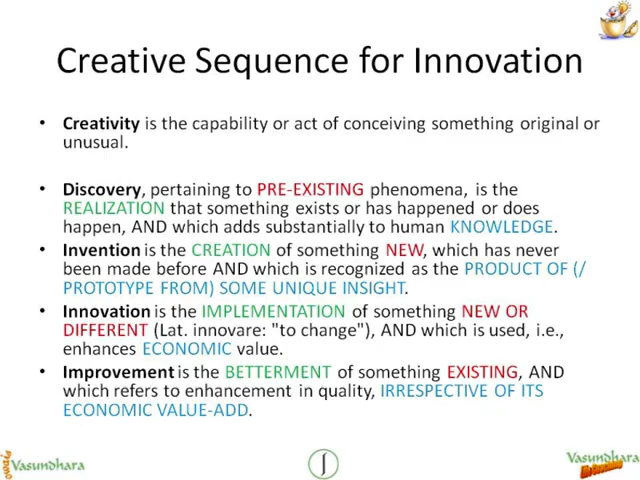 Creative Sequence for Innovation
• Creativity is the capability or act of conceiving something original or
unusual.
• Discovery, pertaining to PRE-EXISTING phenomena, is the
REALIZATION that something exists or has happened or does
happen, AND which adds substantially to human KNOWLEDGE.
• Invention is the CREATION of something NEW, which has never
been made before AND which is recognized as the PRODUCT OF (/
PROTOTYPE FROM) SOME UNIQUE INSIGHT.
• Innovation is the IMPLEMENTATION of something NEW OR
DIFFERENT (Lat. innovare: "to change"), AND which is used, i.e.,
enhances ECONOMIC value.
• Improvement is the BETTERMENT of something EXISTING, AND
which refers to enhancement in quality, IRRESPECTIVE OF ITS
ECONOMIC VALUE-ADD.
Vasundhara
Vasundhara